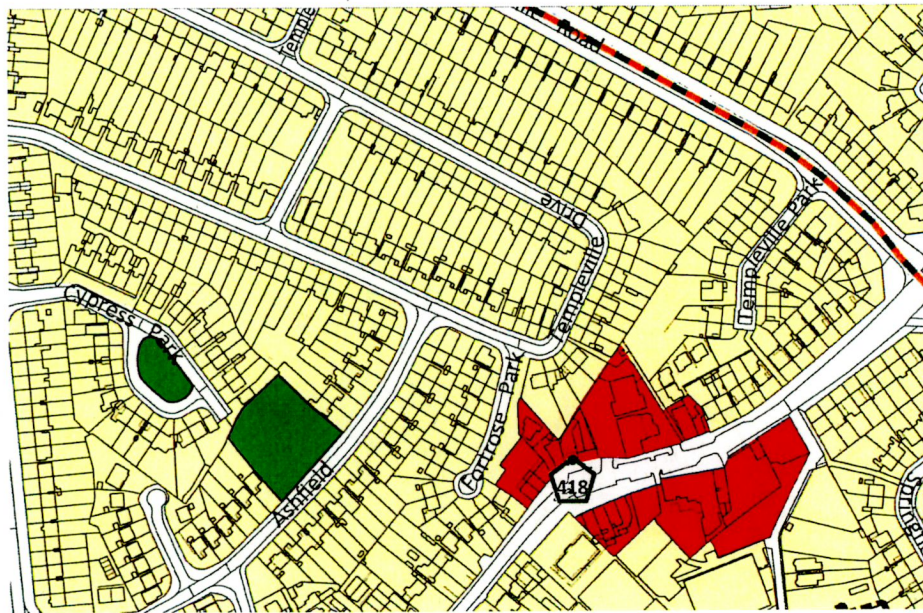 Road
Templeville
Drive
Templeville Park
Cypress Park
Fortrose Park
418
Ashfield